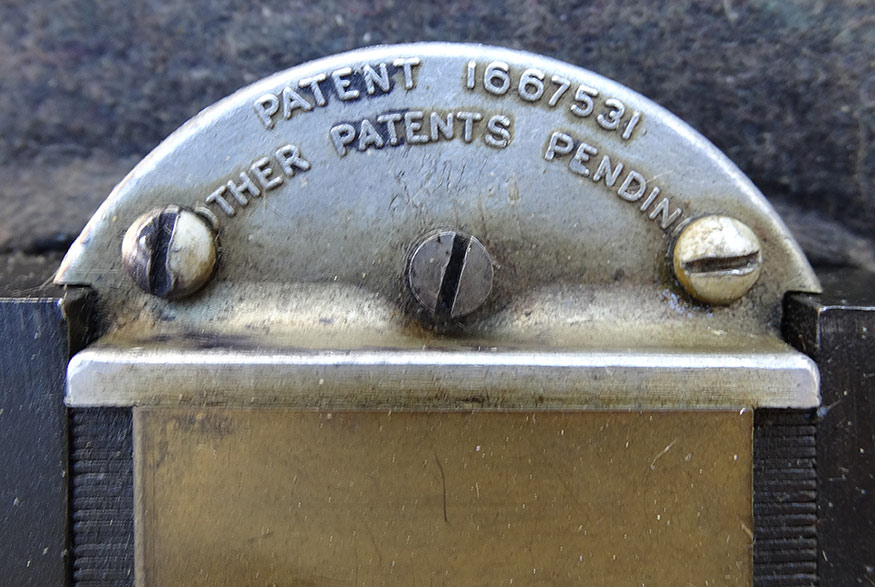 PATENT 1667531
THER PATENTS PENDIN